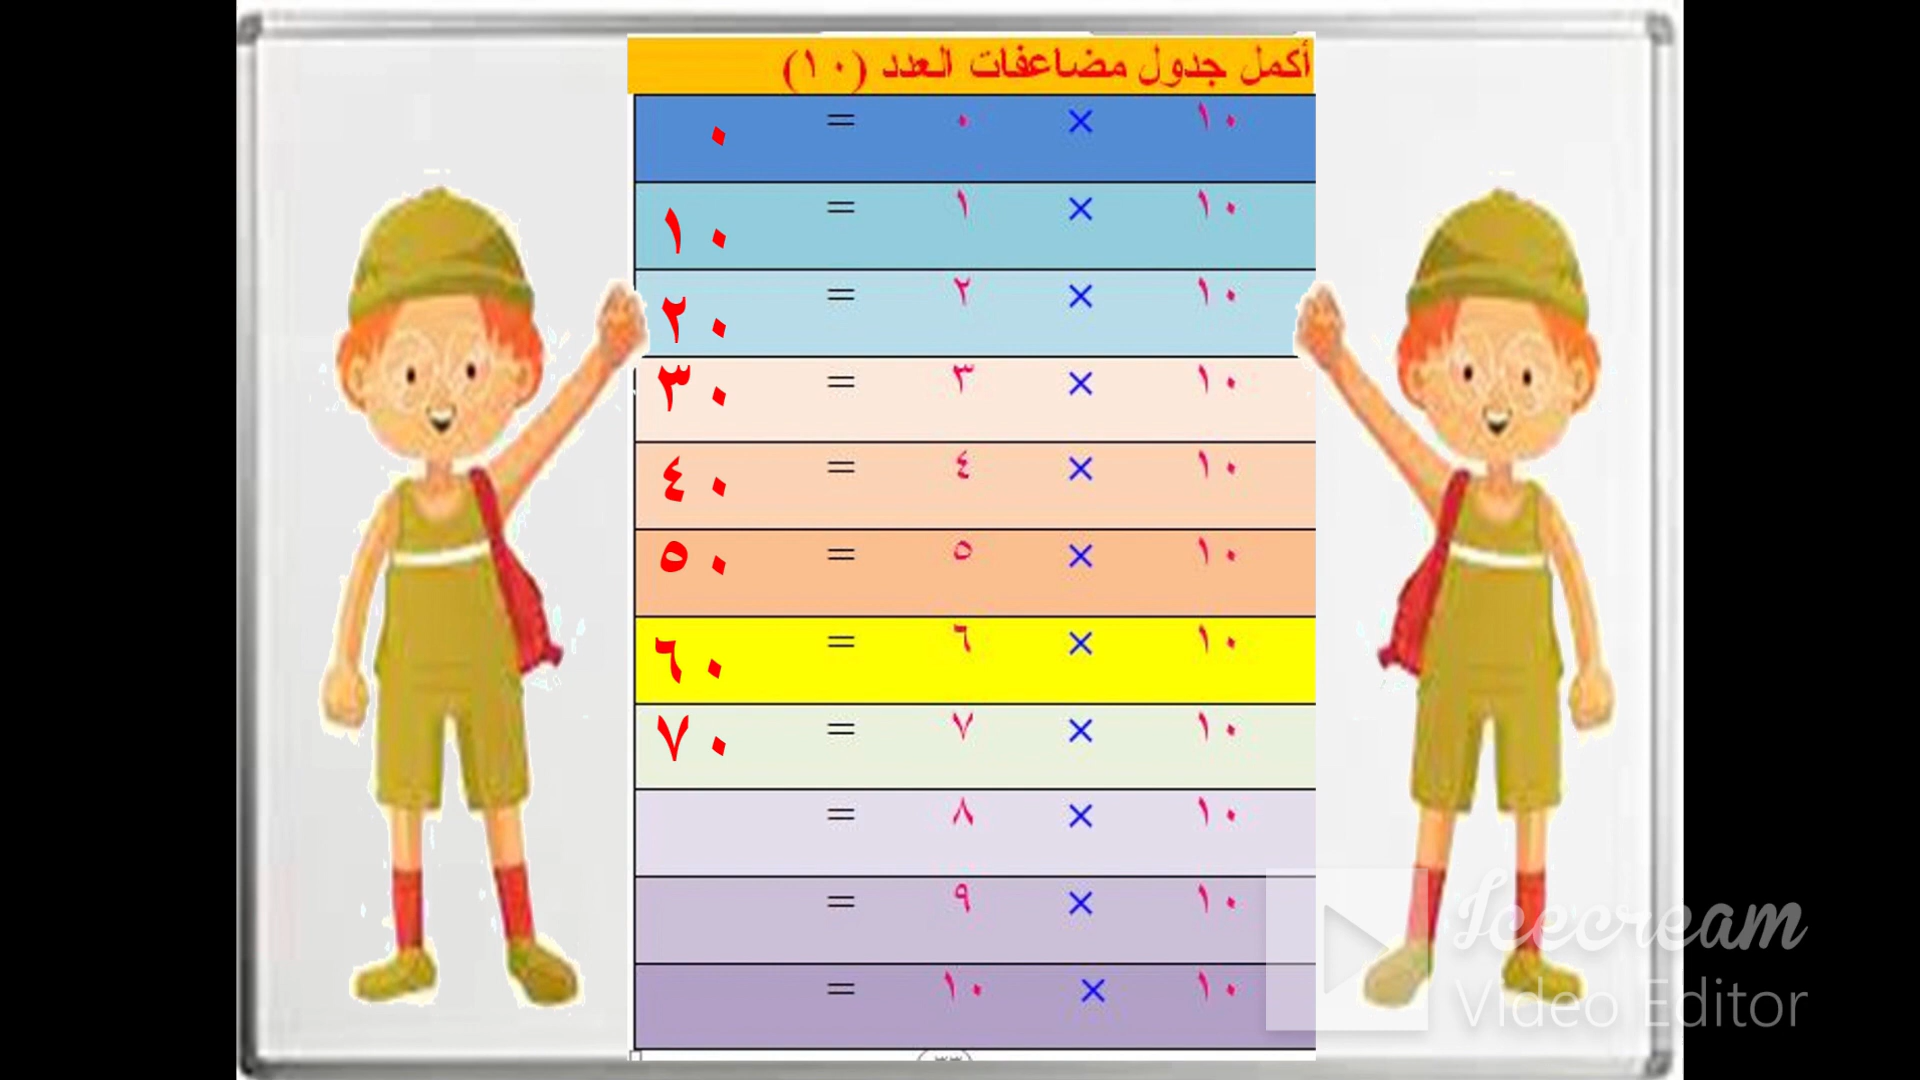 أكمل جدول مضاعفات العدد (١٠)
١٠ × ٠ = ٠
١٠ × ١ = ١٠
١٠ × ٢ = ٢٠
١٠ × ٣ = ٣٠
١٠ × ٤ = ٤٠
١٠ × ٥ = ٥٠
١٠ × ٦ = ٦٠
١٠ × ٧ = ٧٠
١٠ × ٨ =
١٠ × ٩ =
١٠ × ١٠ =
Icecream
Video Editor